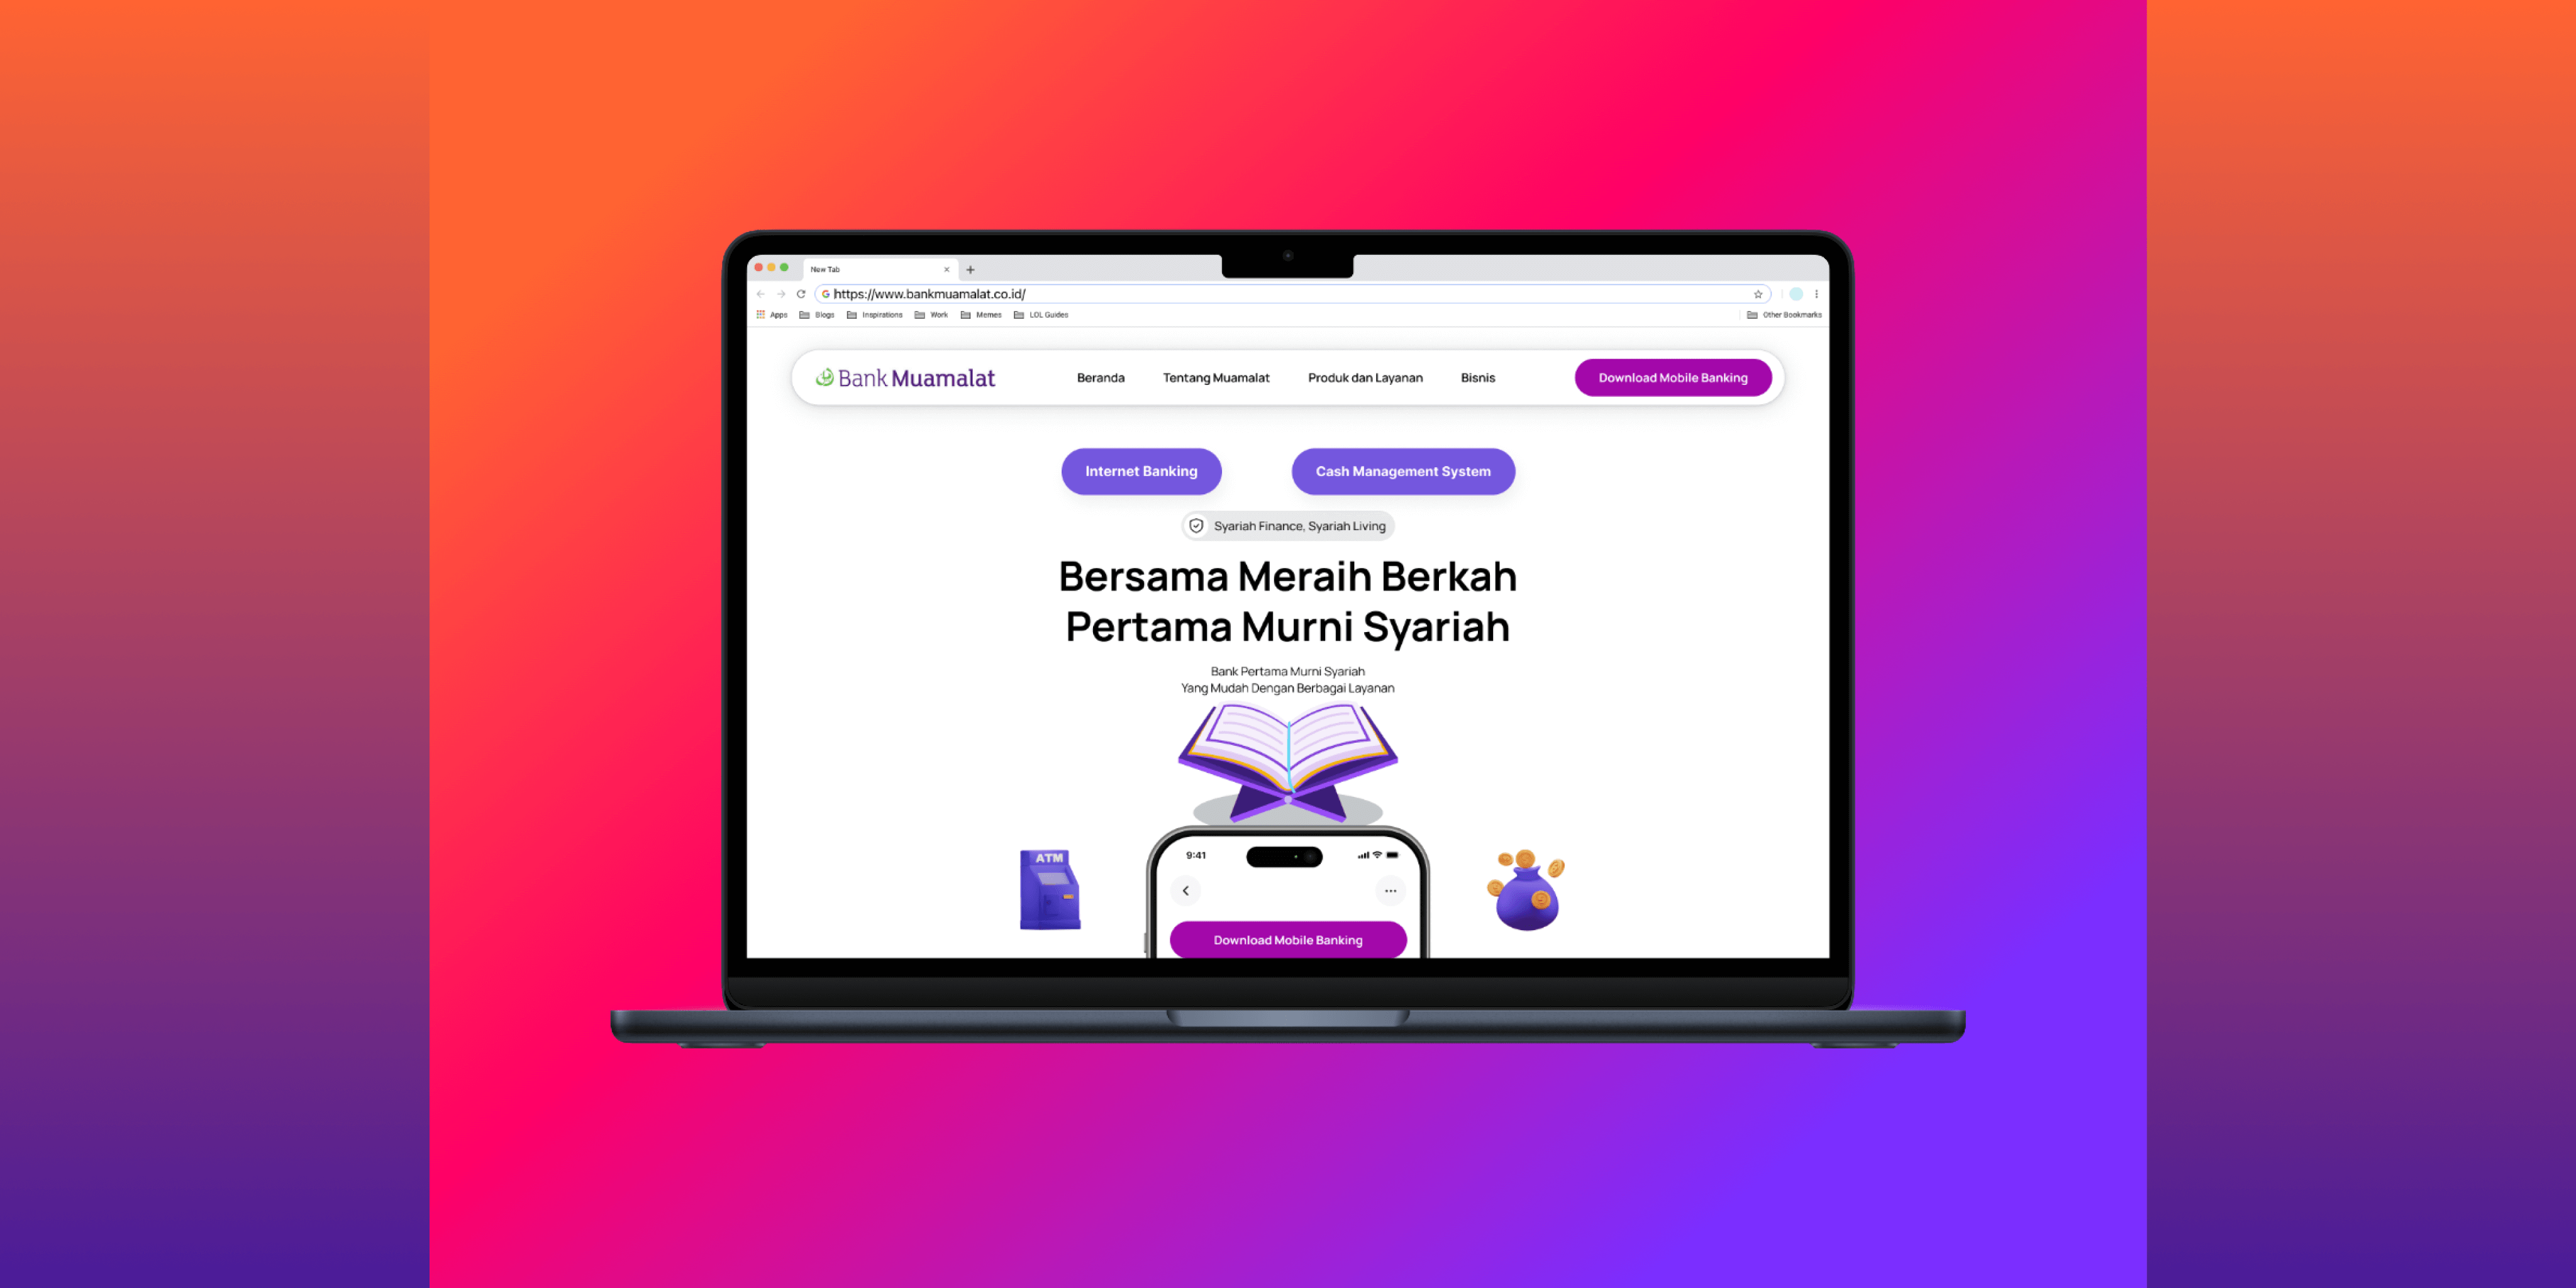 New Tab
https://www.bankmuamalat.co.id/
Apps Blogs Inspirations Work Memes LOL Guides Other Bookmarks
Bank Muamalat Beranda Tentang Muamalat Produk dan Layanan Bisnis Download Mobile Banking
Internet Banking Cash Management System
Syariah Finance, Syariah Living
Bersama Meraih Berkah
Pertama Murni Syariah
Bank Pertama Murni Syariah
Yang Mudah Dengan Berbagai Layanan
ATM
9:41
Download Mobile Banking